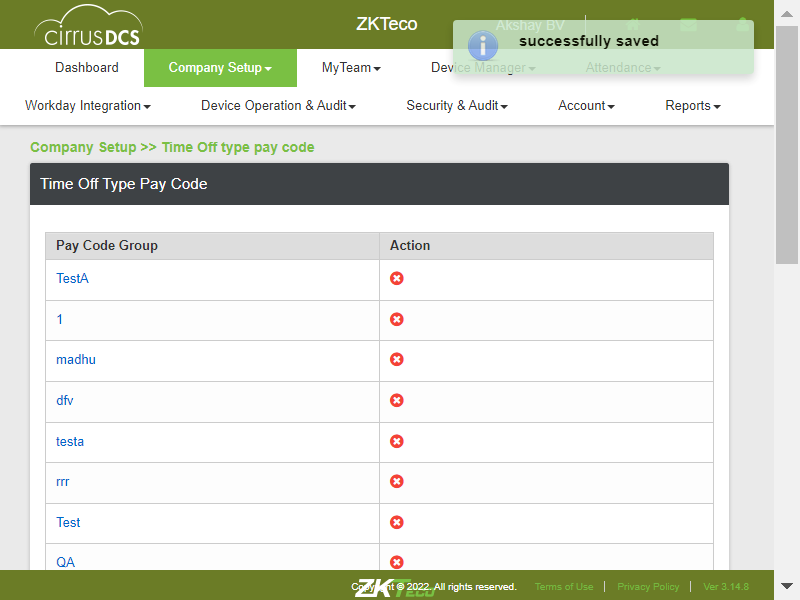 cirrusDCS
ZKTeco
Akshay BV
successfully saved
Dashboard
Company Setup
MyTeam
Device Manager
Attendance
Workday Integration
Device Operation & Audit
Security & Audit
Account
Reports
Company Setup >> Time Off type pay code
Time Off Type Pay Code
Pay Code Group Action
TestA
1
madhu
dfv
testa
rrr
Test
QA
ZKTeco
Copyright © 2022. All rights reserved. Terms of Use | Privacy Policy | Ver 3.14.8